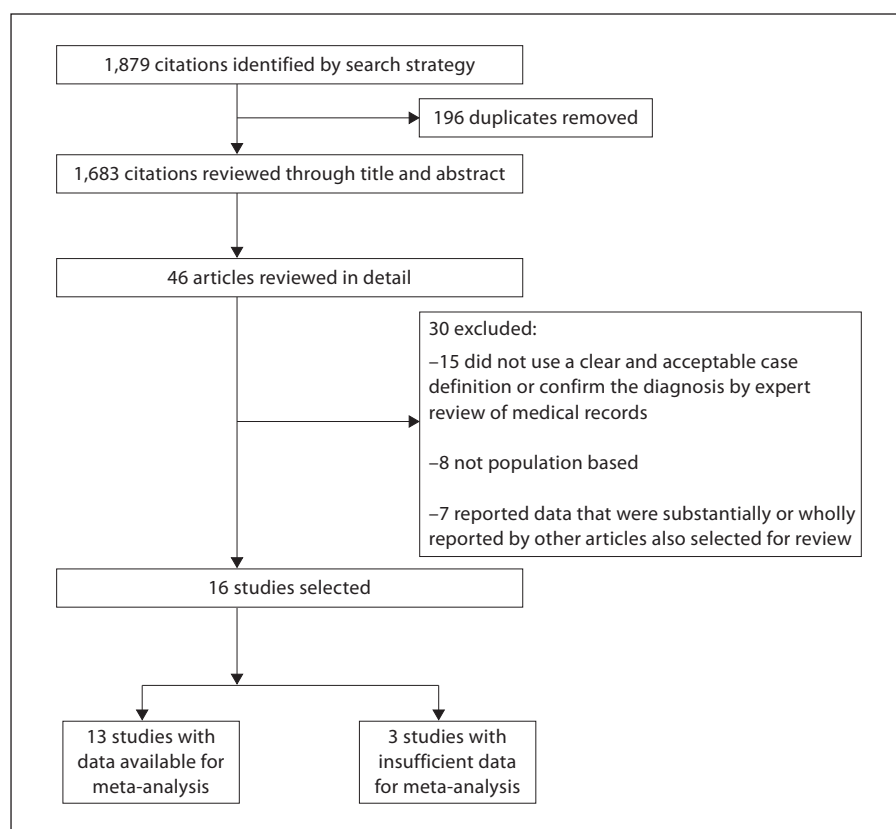 1,879 citations identified by search strategy
196 duplicates removed
1,683 citations reviewed through title and abstract
46 articles reviewed in detail
30 excluded:
–15 did not use a clear and acceptable case
definition or confirm the diagnosis by expert
review of medical records
–8 not population based
–7 reported data that were substantially or wholly
reported by other articles also selected for review
16 studies selected
13 studies with
data available for
meta-analysis
3 studies with
insufficient data
for meta-analysis